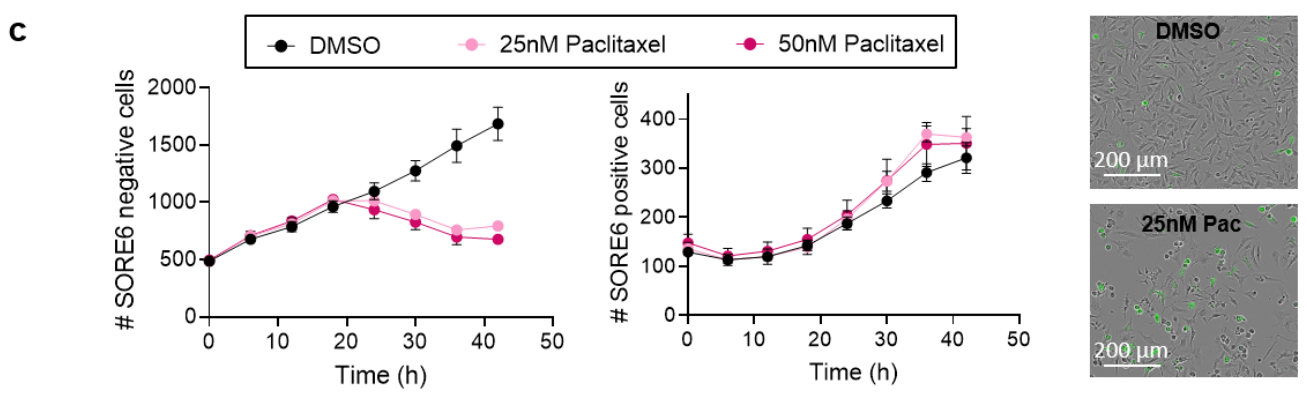 c
DMSO
25nM Paclitaxel
50nM Paclitaxel
# SORE6 negative cells
2000
1500
1000
500
0
0
10
20
30
40
50
Time (h)
# SORE6 positive cells
400
300
200
100
0
0
10
20
30
40
50
Time (h)
DMSO
200 µm
25nM Pac
200 µm